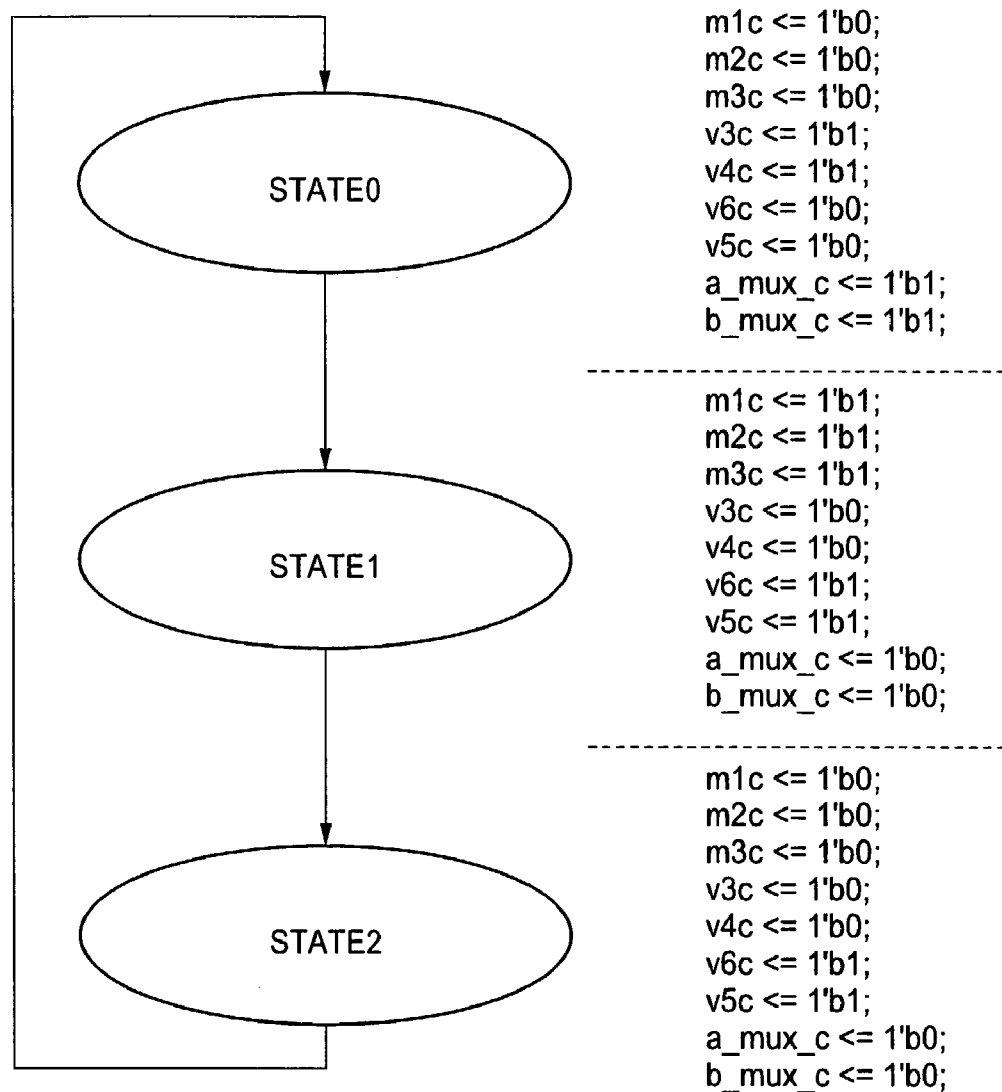 m1c <= 1'b0;
m2c <= 1'b0;
m3c <= 1'b0;
v3c <= 1'b1;
STATE0
v4c <= 1'b1;
v6c <= 1'b0;
v5c <= 1'b0;
a_mux_c <= 1'b1;
b_mux_c <= 1'b1;
m1c <= 1'b1;
m2c <= 1'b1;
m3c <= 1'b1;
v3c <= 1'b0;
v4c <= 1'b0;
STATE1
v6c <= 1'b1;
v5c <= 1'b1;
a_mux_c <= 1'b0;
b_mux_c <= 1'b0;
m1c <= 1'b0;
m2c <= 1'b0;
m3c <= 1'b0;
v3c <= 1'b0;
v4c <= 1'b0;
STATE2
v6c <= 1'b1;
v5c <= 1'b1;
a_mux_c <= 1'b0;
b_mux_c <= 1'b0;